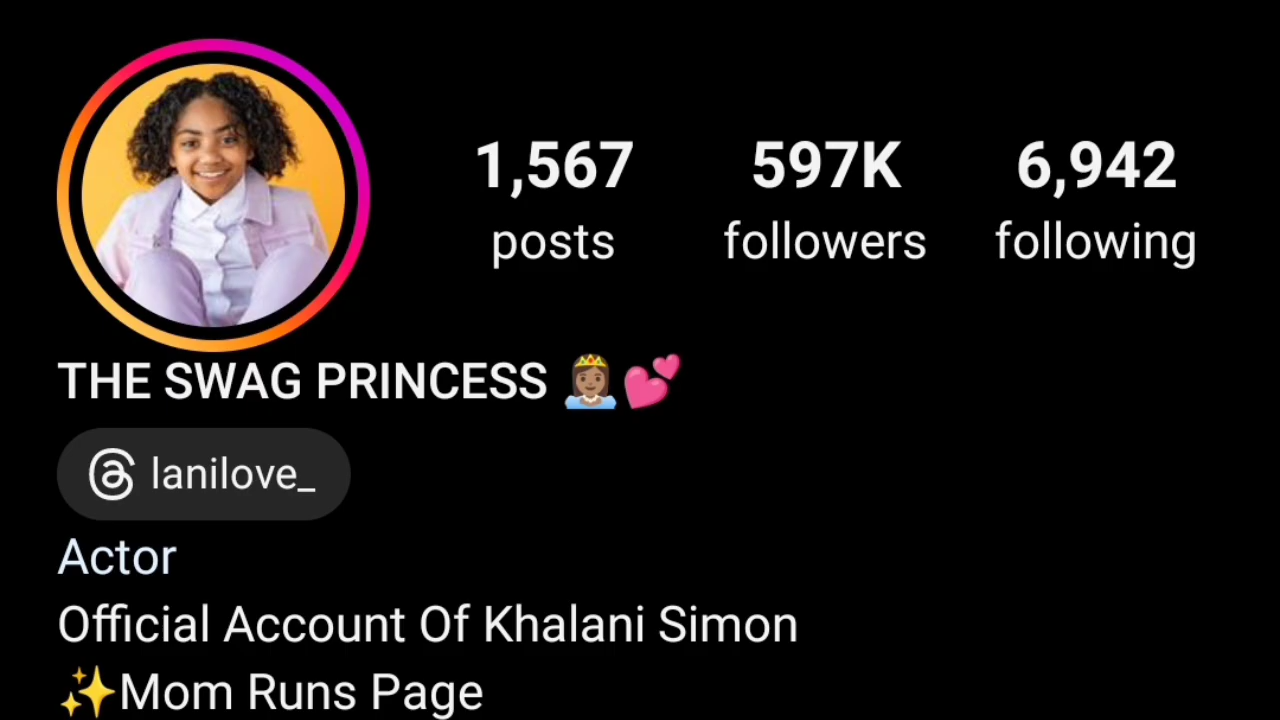 1,567 597K 6,942
posts followers following
THE SWAG PRINCESS 👸🏽💕
lanilove_
Actor
Official Account Of Khalani Simon
✨Mom Runs Page